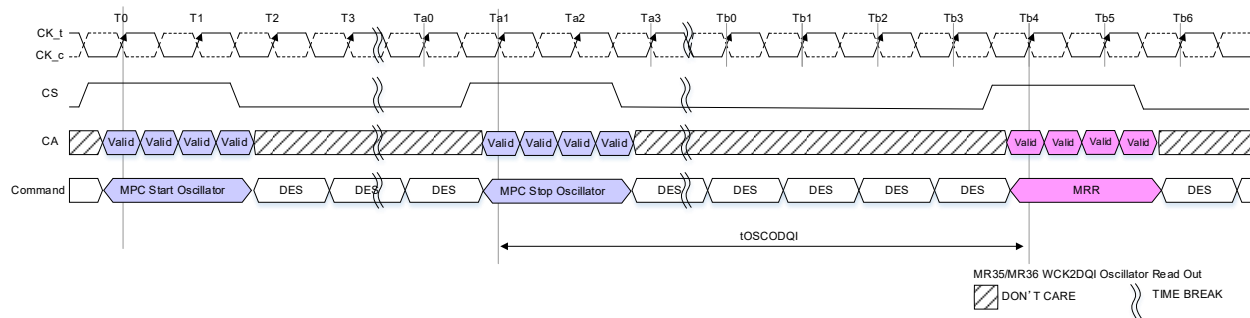 T0 T1 T2 T3 Ta0 Ta1 Ta2 Ta3 Tb0 Tb1 Tb2 Tb3 Tb4 Tb5 Tb6
CK_t
CK_c
CS
CA Valid Valid Valid Valid Valid Valid Valid Valid Valid Valid Valid Valid
Command MPC Start Oscillator DES DES DES MPC Stop Oscillator DES DES DES DES DES MRR DES
tOSCODQI
MR35/MR36 WCK2DQI Oscillator Read Out
DON'T CARE TIME BREAK